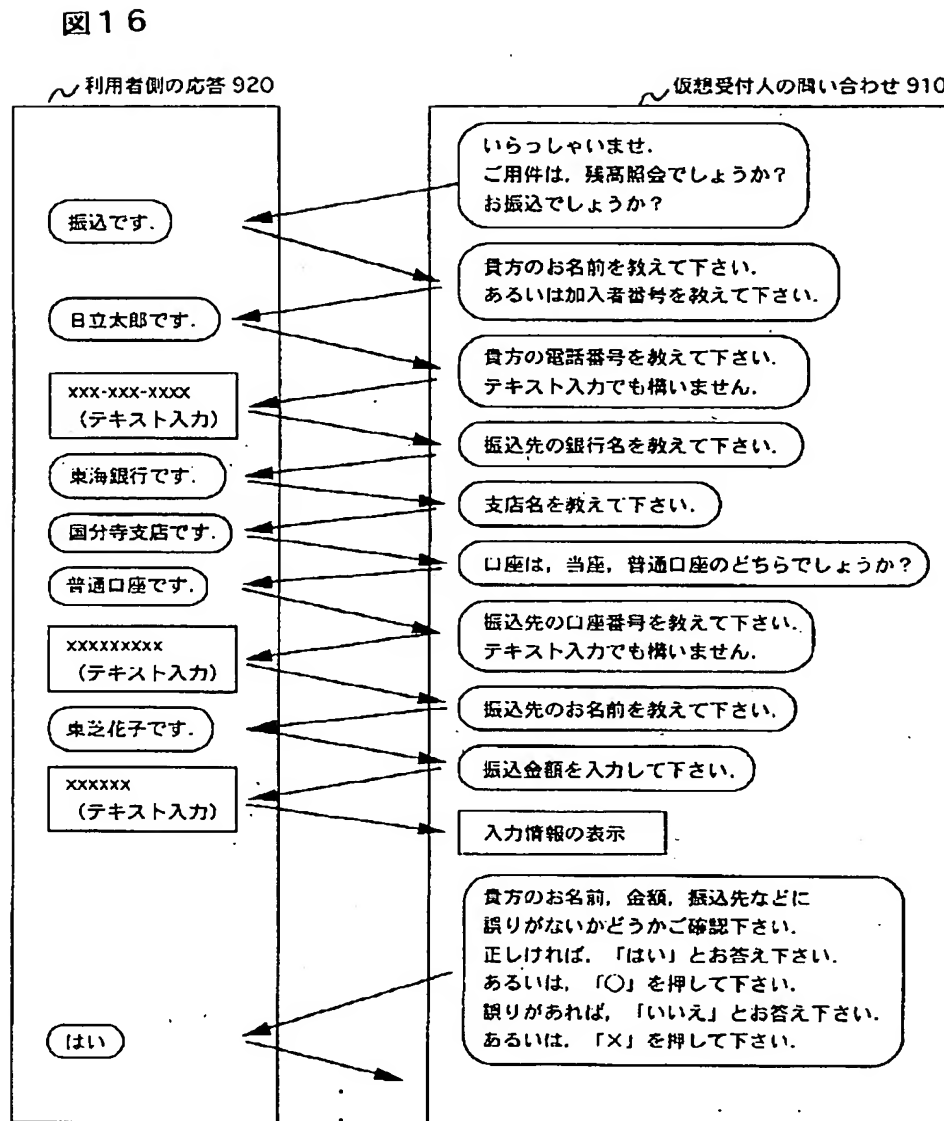 図16
利用者側の応答 920
仮想受付人の問い合わせ 910
いらっしゃいませ.
ご用件は,残高照会でしょうか?
お振込でしょうか?
振込です.
貴方のお名前を教えて下さい.
あるいは加入者番号を教えて下さい.
日立太郎です.
貴方の電話番号を教えて下さい.
テキスト入力でも構いません.
xxx-xxx-xxxx
(テキスト入力)
振込先の銀行名を教えて下さい.
東海銀行です.
支店名を教えて下さい.
国分寺支店です.
口座は,当座,普通口座のどちらでしょうか?
普通口座です.
振込先の口座番号を教えて下さい.
テキスト入力でも構いません.
xxxxxxxxx
(テキスト入力)
振込先のお名前を教えて下さい.
東芝花子です.
振込金額を入力して下さい.
xxxxxx
(テキスト入力)
入力情報の表示
貴方のお名前,金額,振込先などに
誤りがないかどうかご確認下さい.
正しければ,「はい」とお答え下さい.
あるいは,「○」を押して下さい.
誤りがあれば,「いいえ」とお答え下さい.
あるいは,「×」を押して下さい.
はい